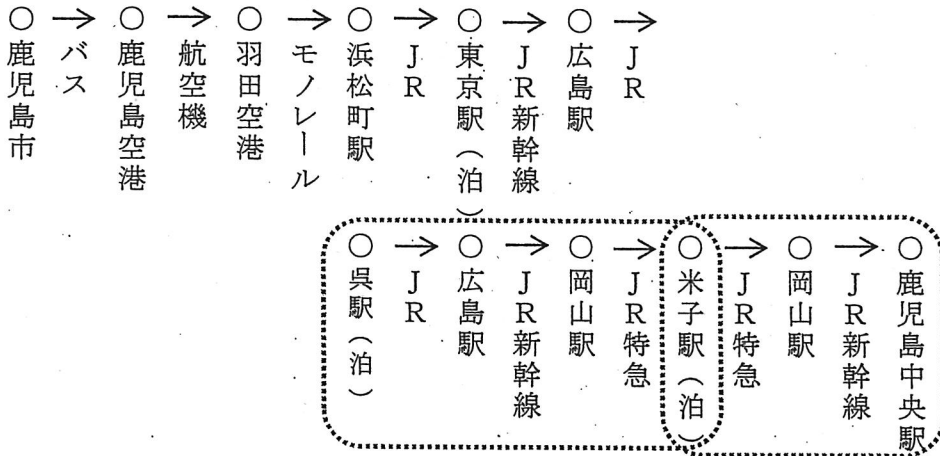 ○鹿児島市
→バス
○鹿児島空港
→航空機
○羽田空港
→モノレール
○浜松町駅
→JR
○東京駅（泊）
→JR新幹線
○広島駅
→JR
○呉駅（泊）
→JR
○広島駅
→JR新幹線
○岡山駅
→JR特急
○米子駅（泊）
→JR特急
○岡山駅
→JR新幹線
○鹿児島中央駅